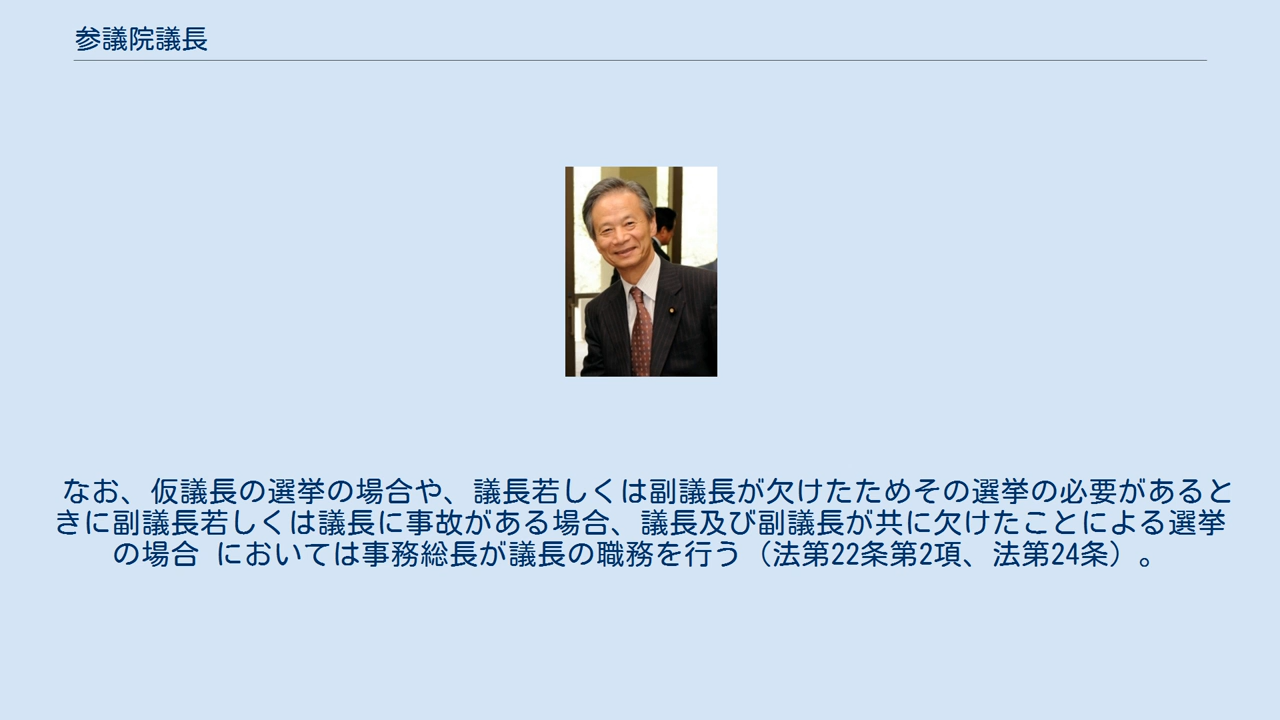 参議院議長
なお、仮議長の選挙の場合や、議長若しくは副議長が欠けたためその選挙の必要があると
きに副議長若しくは議長に事故がある場合、議長及び副議長が共に欠けたことによる選挙
の場合 においては事務総長が議長の職務を行う（法第22条第2項、法第24条）。